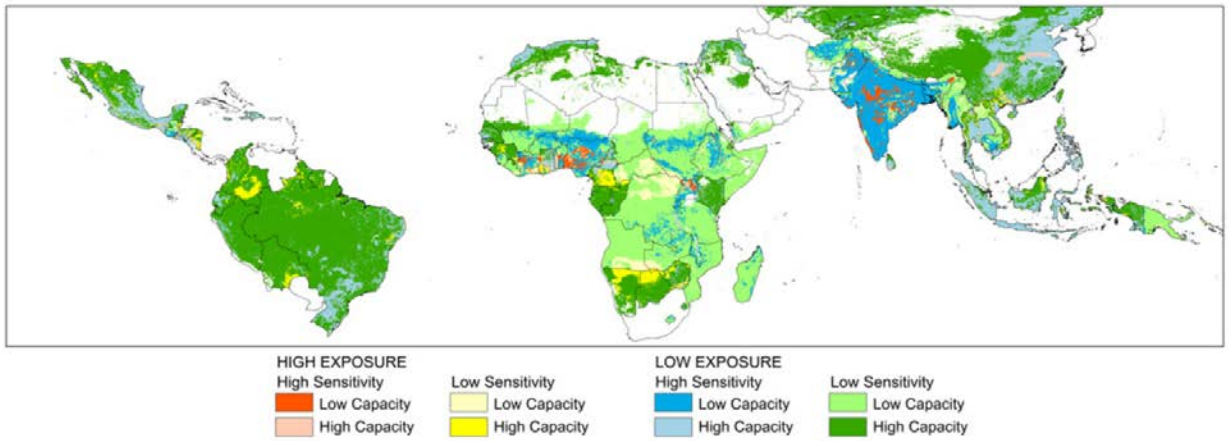 HIGH EXPOSURE LOW EXPOSURE
High Sensitivity Low Sensitivity High Sensitivity Low Sensitivity
Low Capacity Low Capacity Low Capacity Low Capacity
High Capacity High Capacity High Capacity High Capacity